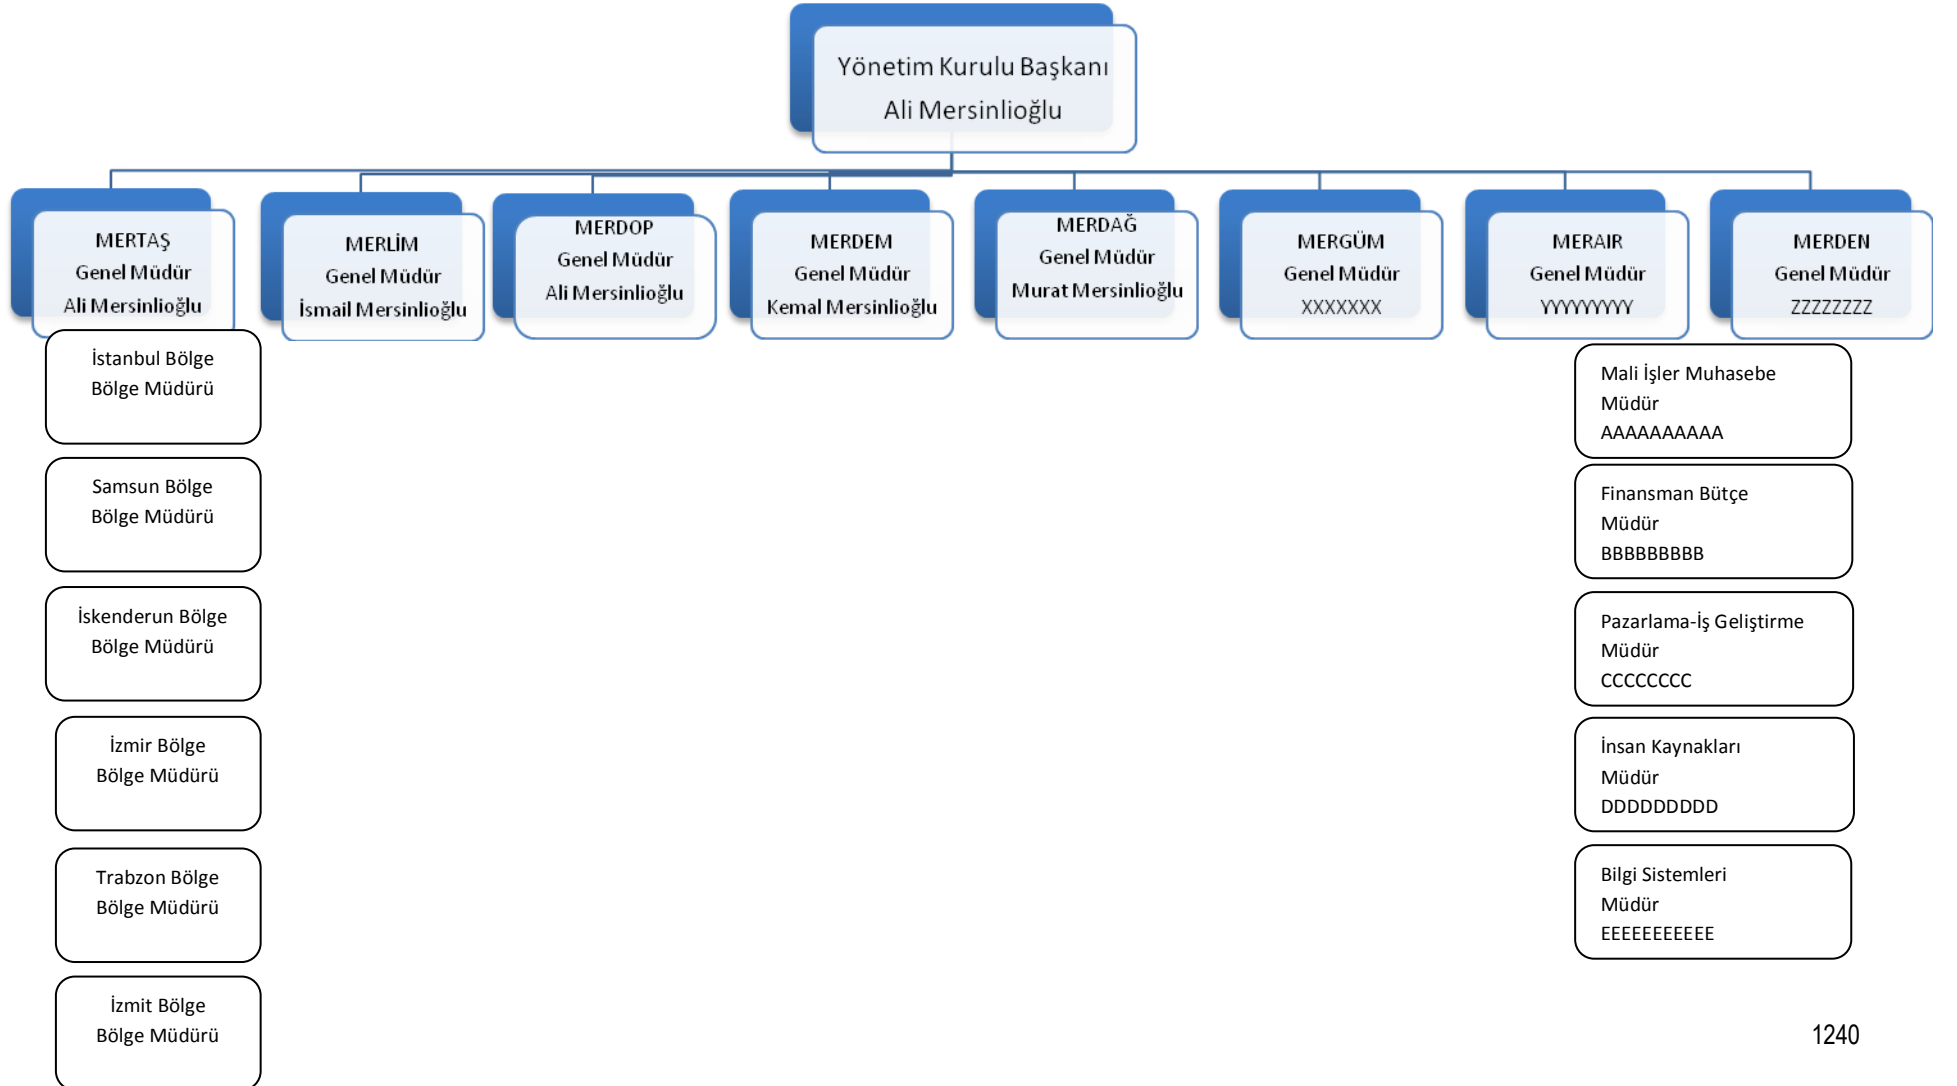 Yönetim Kurulu Başkanı
Ali Mersinlioğlu
MERTAŞ
Genel Müdür
Ali Mersinlioğlu
MERLİM
Genel Müdür
İsmail Mersinlioğlu
MERDOP
Genel Müdür
Ali Mersinlioğlu
MERDEM
Genel Müdür
Kemal Mersinlioğlu
MERDAĞ
Genel Müdür
Murat Mersinlioğlu
MERGÜM
Genel Müdür
XXXXXXX
MERAIR
Genel Müdür
YYYYYYYYY
MERDEN
Genel Müdür
ZZZZZZZZ
İstanbul Bölge
Bölge Müdürü
Samsun Bölge
Bölge Müdürü
İskenderun Bölge
Bölge Müdürü
İzmir Bölge
Bölge Müdürü
Trabzon Bölge
Bölge Müdürü
İzmit Bölge
Bölge Müdürü
Mali İşler Muhasebe
Müdür
AAAAAAAAAA
Finansman Bütçe
Müdür
BBBBBBBBB
Pazarlama-İş Geliştirme
Müdür
CCCCCCCC
İnsan Kaynakları
Müdür
DDDDDDDDD
Bilgi Sistemleri
Müdür
EEEEEEEEEEE
1240